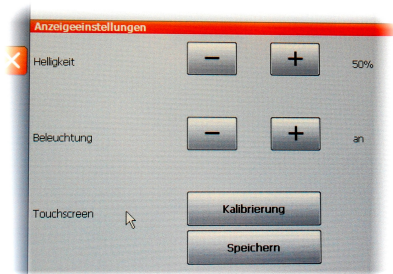 Anzeigeeinstellungen
Helligkeit − + 50%
Beleuchtung − + an
Touchscreen Kalibrierung
Speichern